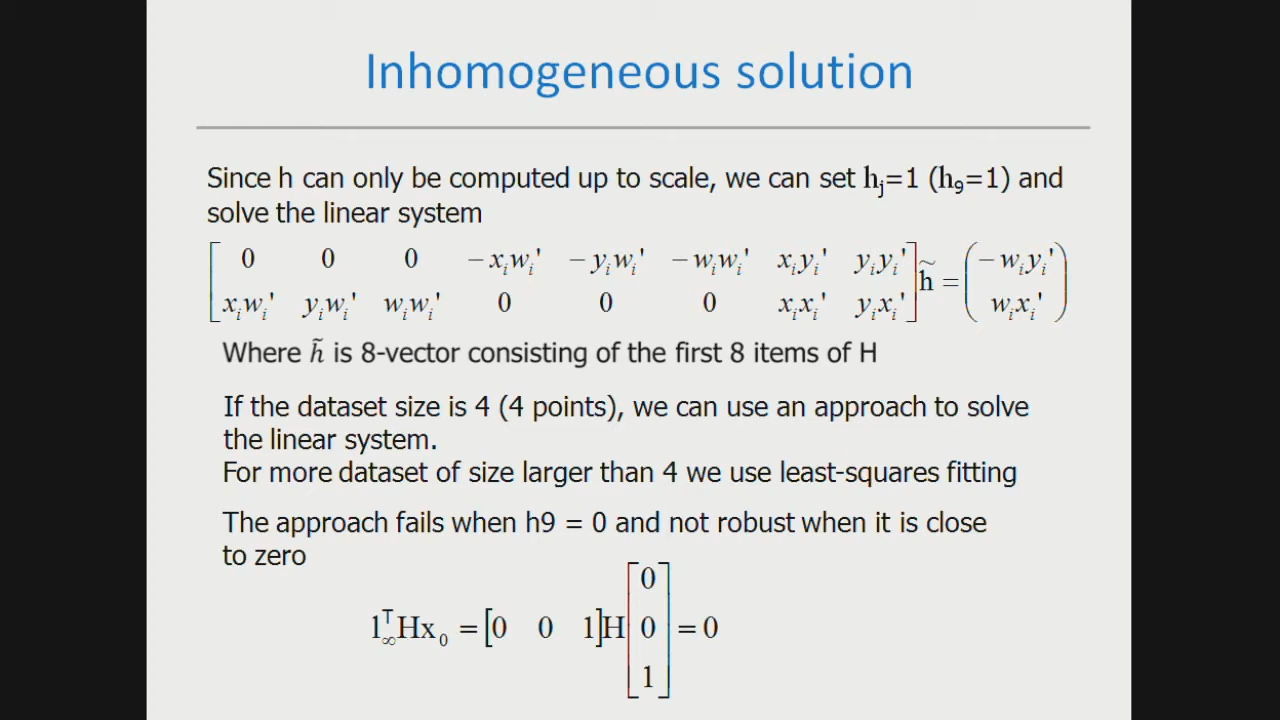 Inhomogeneous solution
Since h can only be computed up to scale, we can set hj=1 (h9=1) and
solve the linear system
[ 0 0 0 −xiwi' −yiwi' −wiwi' xiyi' yiyi' ; xiwi' yiwi' wiwi' 0 0 0 xixi' yixi' ] h̃ = ( −wiyi' ; wixi' )
Where h̃ is 8-vector consisting of the first 8 items of H
If the dataset size is 4 (4 points), we can use an approach to solve
the linear system.
For more dataset of size larger than 4 we use least-squares fitting
The approach fails when h9 = 0 and not robust when it is close
to zero
l∞ᵀHx₀ = [0 0 1]H [0 ; 0 ; 1] = 0